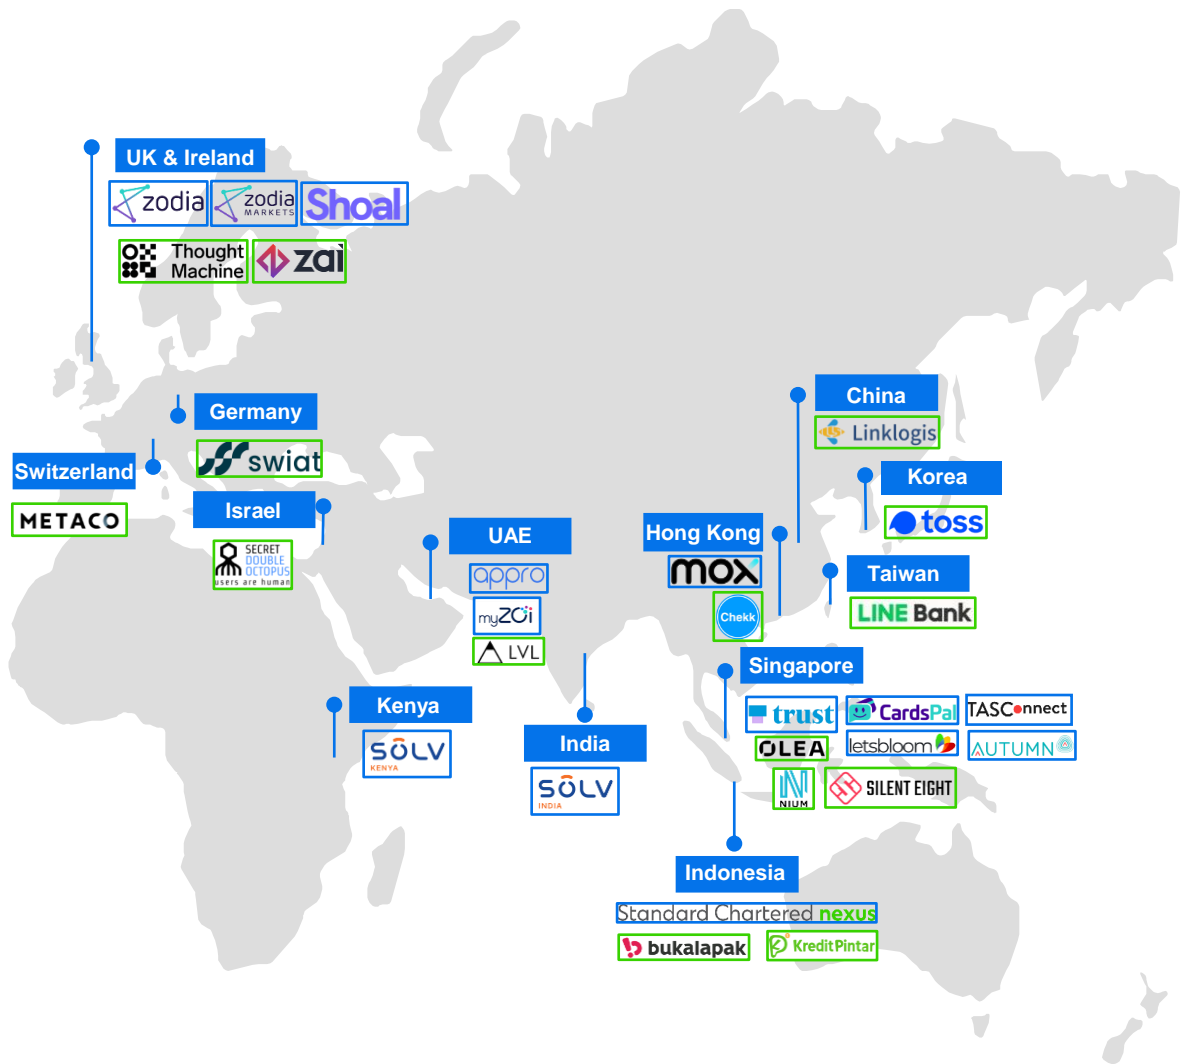 UK & Ireland
zodia
zodia
MARKETS
Shoal
Thought
Machine
zai
Germany
swiat
Switzerland
METACO
Israel
SECRET
DOUBLE
OCTOPUS
users are human
UAE
appro
myZOi
LVL
Kenya
SOLV
KENYA
India
SOLV
INDIA
China
Linklogis
Korea
toss
Hong Kong
mox
Chekk
Taiwan
LINE Bank
Singapore
trust
CardsPal
TASConnect
OLEA
letsbloom
AUTUMN
NIUM
SILENT EIGHT
Indonesia
Standard Chartered nexus
bukalapak
KreditPintar